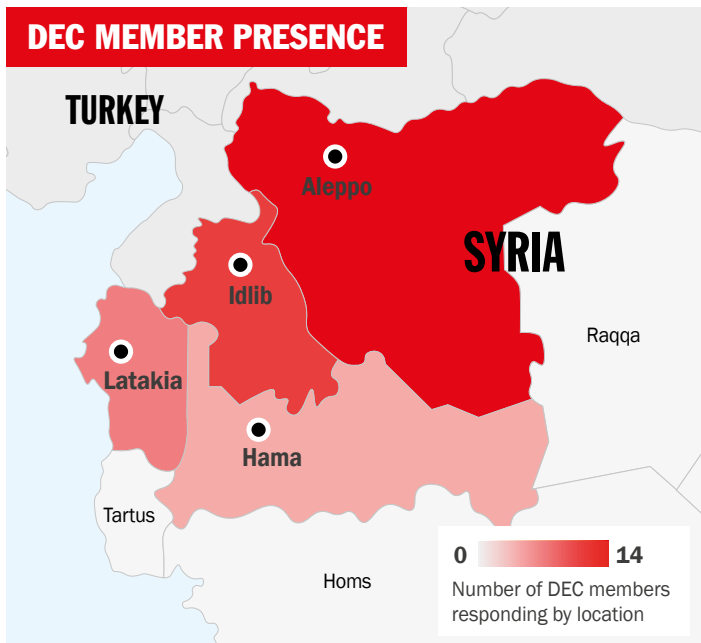 DEC MEMBER PRESENCE
TURKEY
Aleppo
SYRIA
Idlib
Raqqa
Latakia
Hama
Tartus
Homs
0 14
Number of DEC members
responding by location